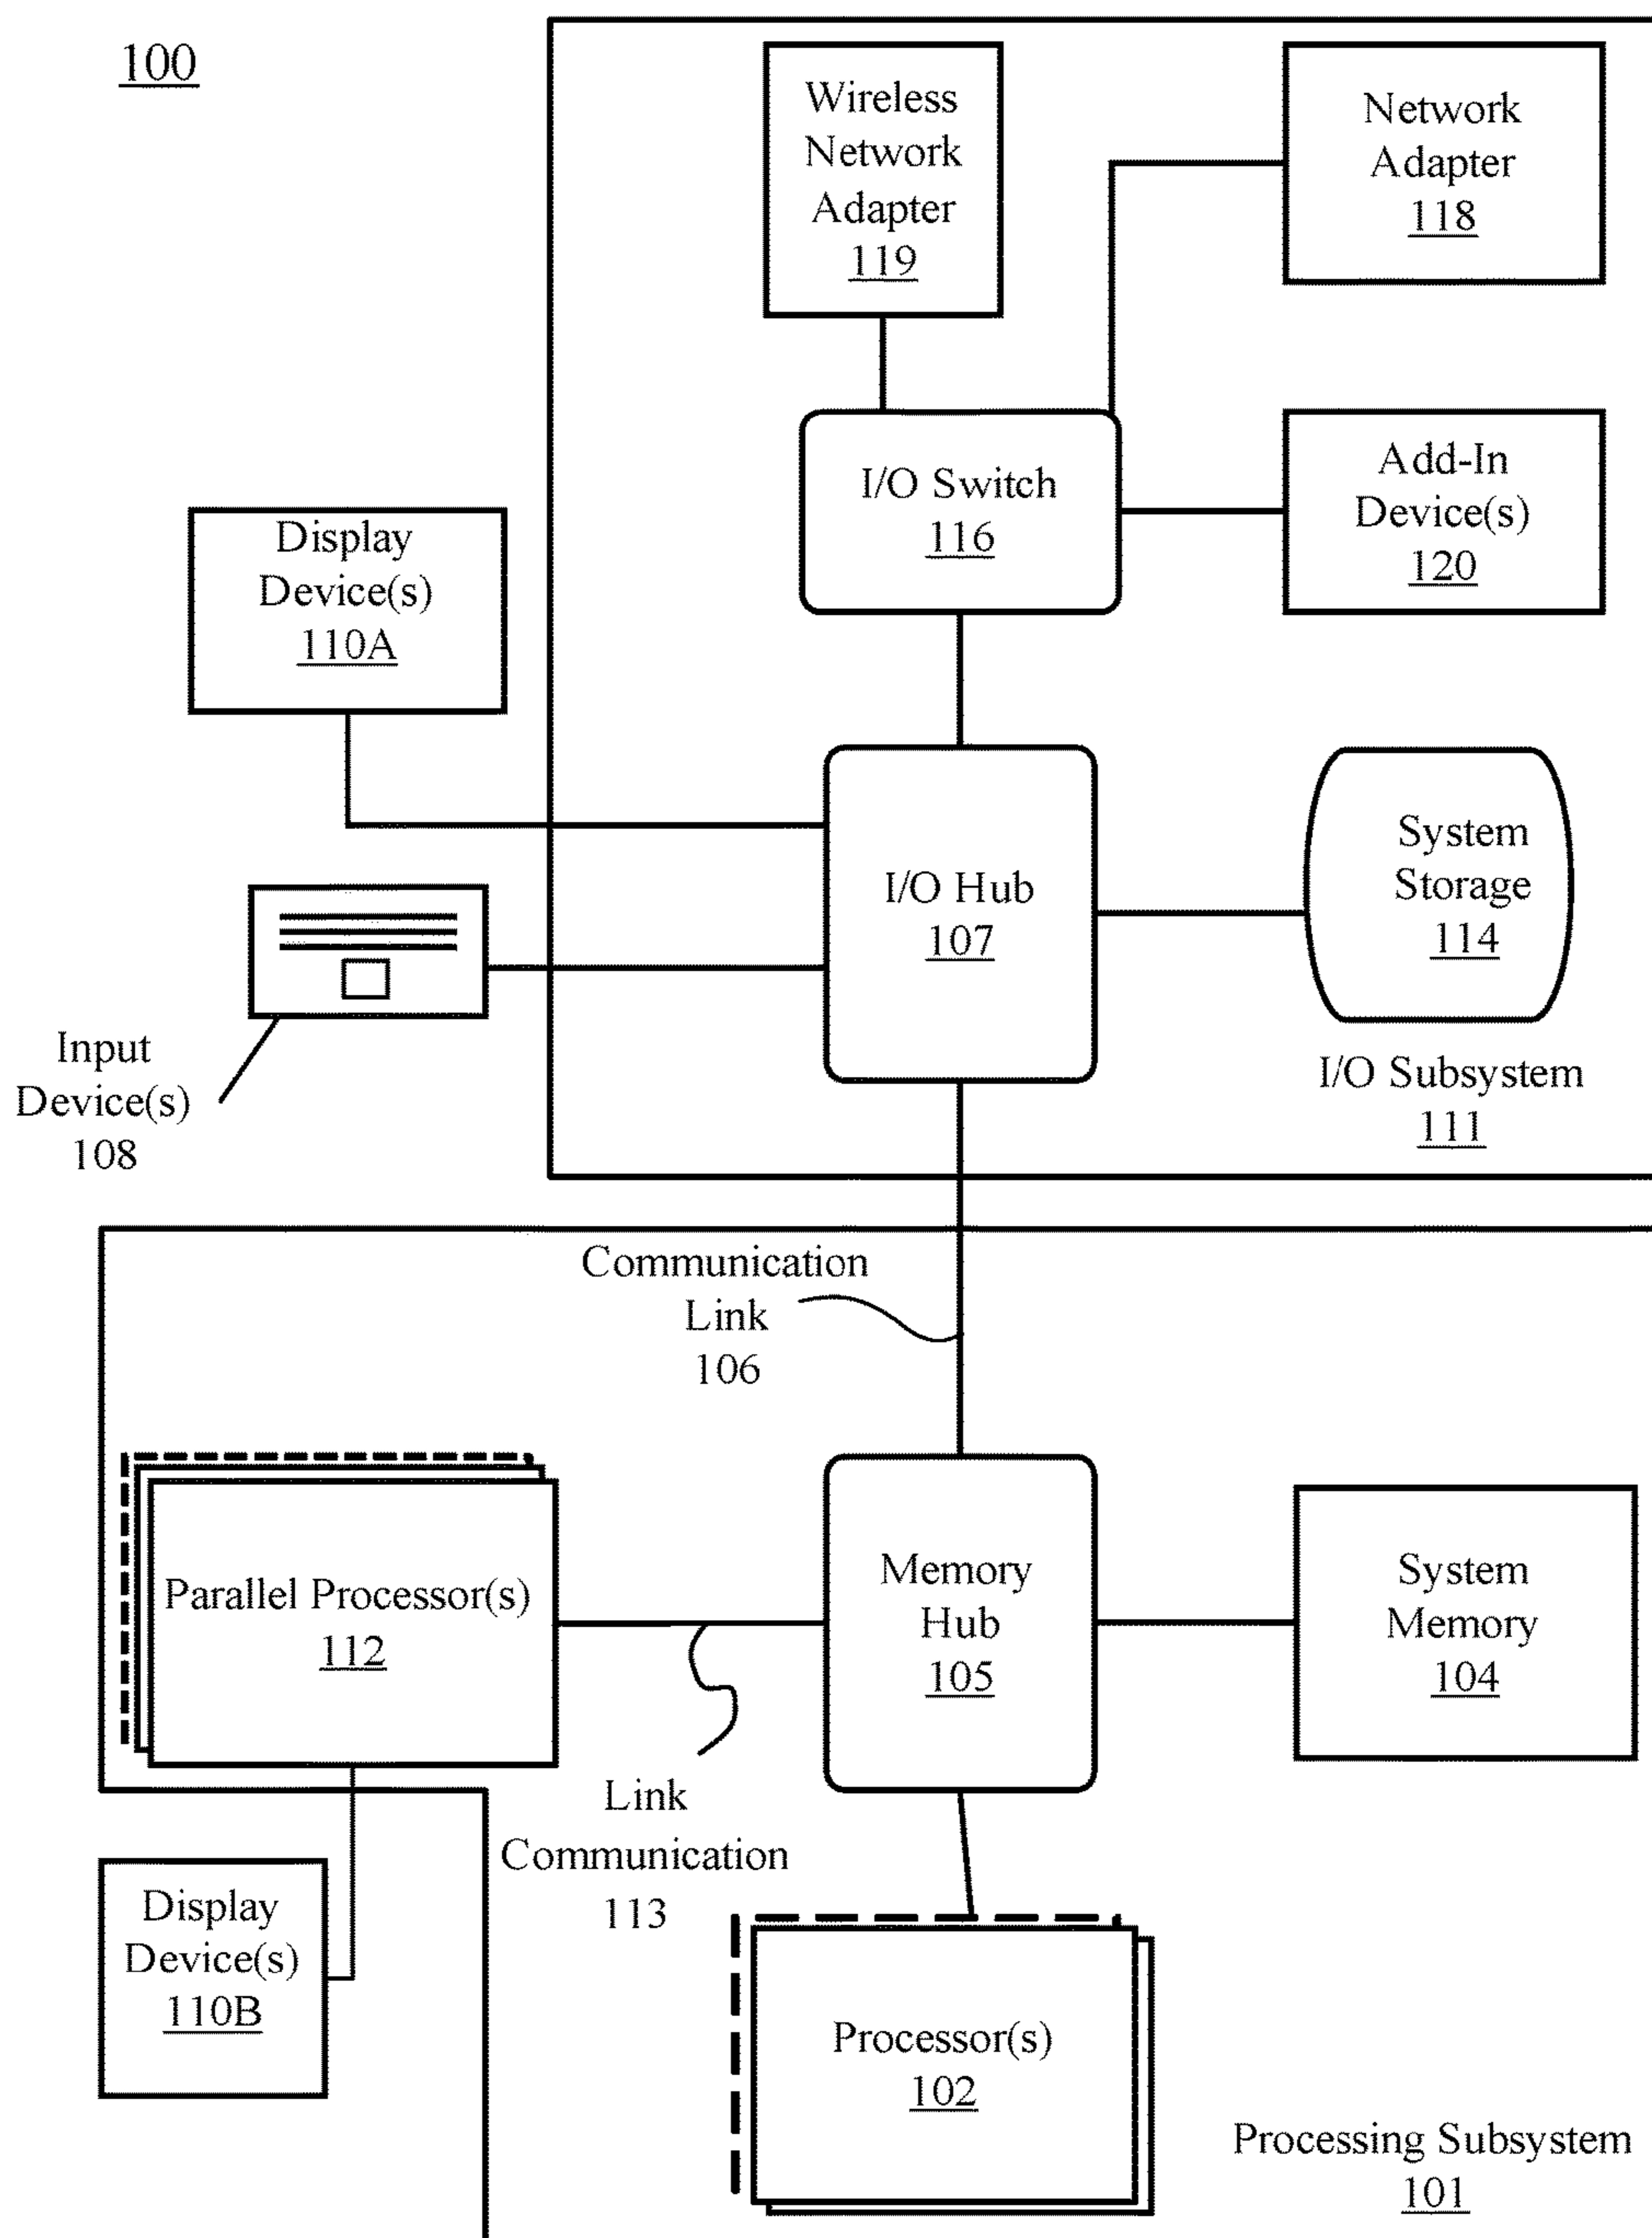 100
Wireless
Network
Adapter
119
Network
Adapter
118
I/O Switch
116
Add-In
Device(s)
120
Display
Device(s)
110A
I/O Hub
107
System
Storage
114
Input
Device(s)
108
I/O Subsystem
111
Communication
Link
106
Parallel Processor(s)
112
Memory
Hub
105
System
Memory
104
Link
Communication
113
Display
Device(s)
110B
Processor(s)
102
Processing Subsystem
101